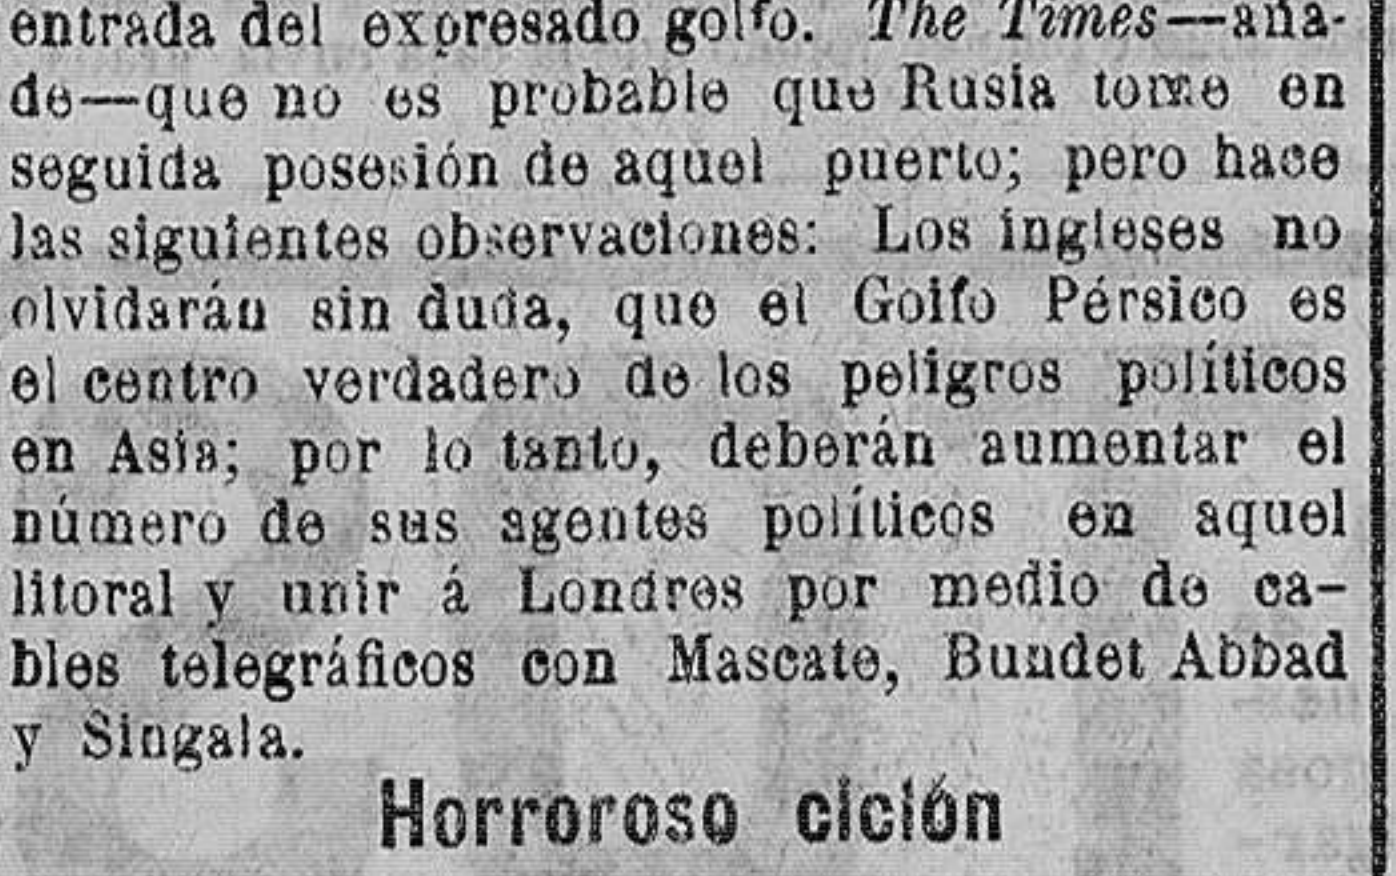 entrada del expresado golfo. The Times—aña-
de—que no es probable que Rusia tome en
seguida posesión de aquel puerto; pero hace
las siguientes observaciones: Los ingleses no
olvidarán sin duda, que el Golfo Pérsico es
el centro verdadero de los peligros políticos
en Asia; por lo tanto, deberán aumentar el
número de sus agentes políticos en aquel
litoral y unir á Londres por medio de ca-
bles telegráficos con Mascate, Bundet Abbad
y Singala.
Horroroso ciclón